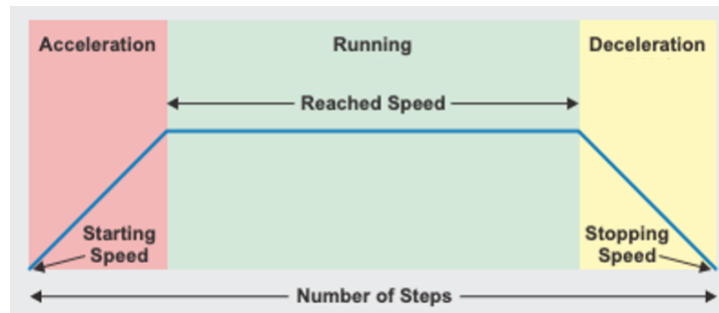 Acceleration
Running
Deceleration
Reached Speed
Starting
Speed
Stopping
Speed
Number of Steps